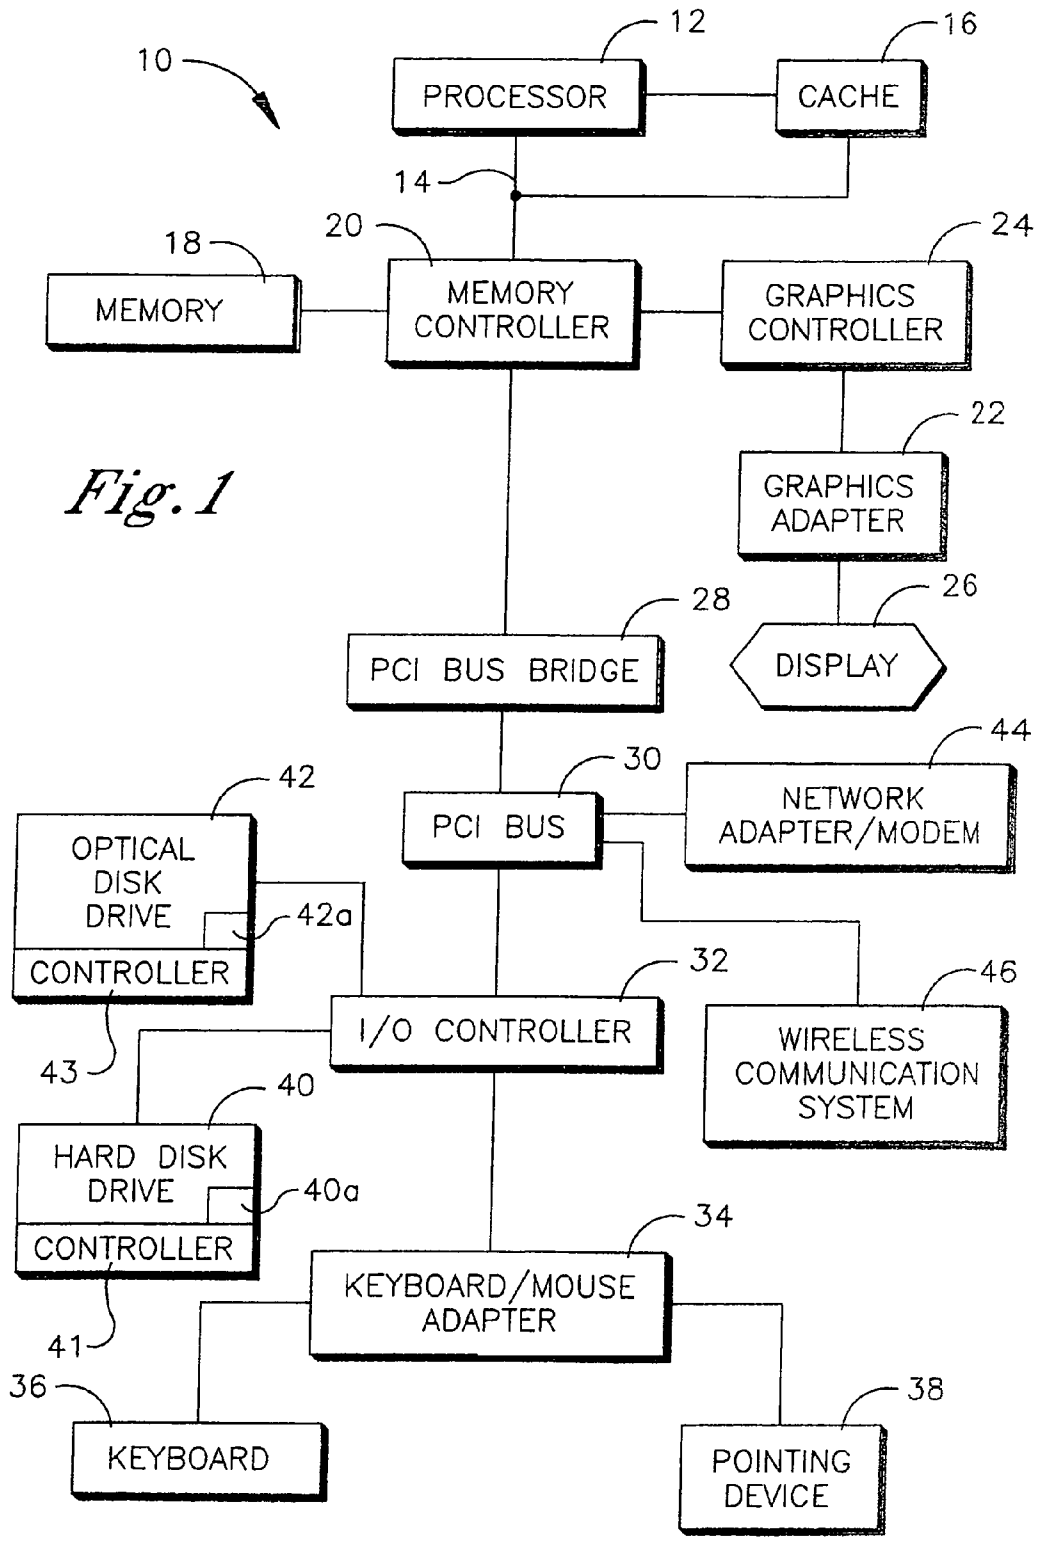 12
16
10
PROCESSOR
CACHE
14
20
24
18
MEMORY
MEMORY
CONTROLLER
GRAPHICS
CONTROLLER
22
Fig. 1
GRAPHICS
ADAPTER
26
28
PCI BUS BRIDGE
DISPLAY
44
30
42
NETWORK
ADAPTER/MODEM
PCI BUS
OPTICAL
DISK
DRIVE
42a
CONTROLLER
32
46
I/O CONTROLLER
WIRELESS
COMMUNICATION
SYSTEM
43
40
HARD DISK
DRIVE
40a
CONTROLLER
34
KEYBOARD/MOUSE
ADAPTER
41
36
38
KEYBOARD
POINTING
DEVICE